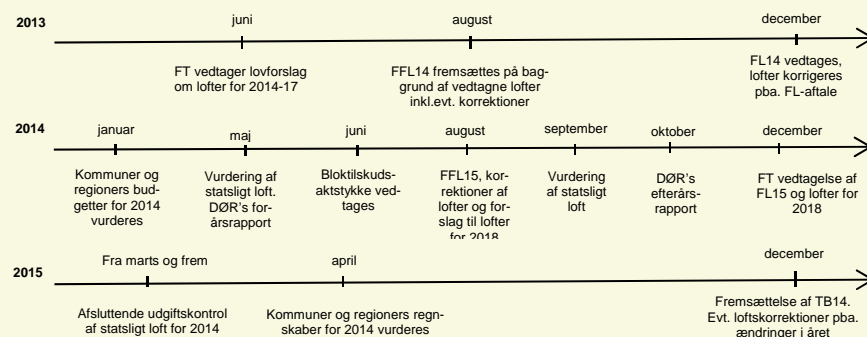 2013
juni
august
december
FT vedtager lovforslag
om lofter for 2014-17
FFL14 fremsættes på bag-
grund af vedtagne lofter
inkl.evt. korrektioner
FL14 vedtages,
lofter korrigeres
pba. FL-aftale
2014
januar
maj
juni
august
september
oktober
december
Kommuner og
regioners bud-
getter for 2014
vurderes
Vurdering af
statsligt loft.
DØR's for-
årsrapport
Bloktilskuds-
aktstykke ved-
tages
FFL15, kor-
rektioner af
lofter og for-
slag til lofter
for 2018
Vurdering
af statsligt
loft
DØR's
efterårs-
rapport
FT vedtagelse af
FL15 og lofter for
2018
2015
Fra marts og frem
april
december
Afsluttende udgiftskontrol
af statsligt loft for 2014
Kommuner og regioners regn-
skaber for 2014 vurderes
Fremsættelse af TB14.
Evt. loftskorrektioner pba.
ændringer i året